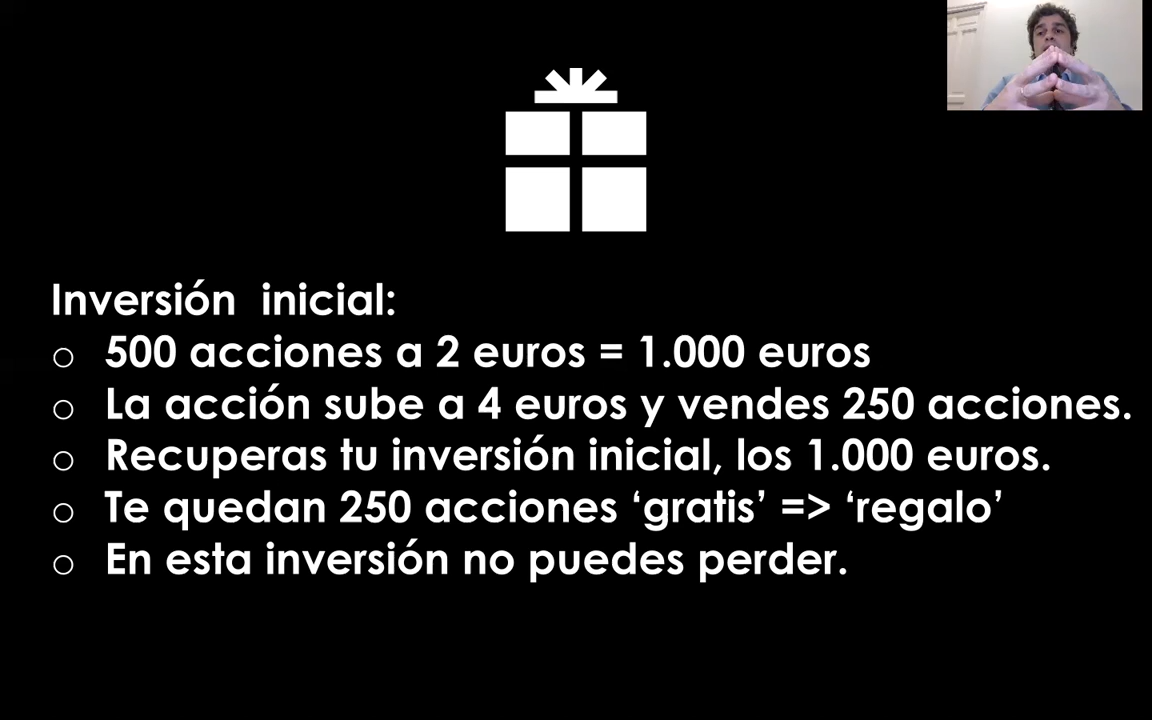 Inversión inicial:
o 500 acciones a 2 euros = 1.000 euros
o La acción sube a 4 euros y vendes 250 acciones.
o Recuperas tu inversión inicial, los 1.000 euros.
o Te quedan 250 acciones ‘gratis’ => ‘regalo’
o En esta inversión no puedes perder.